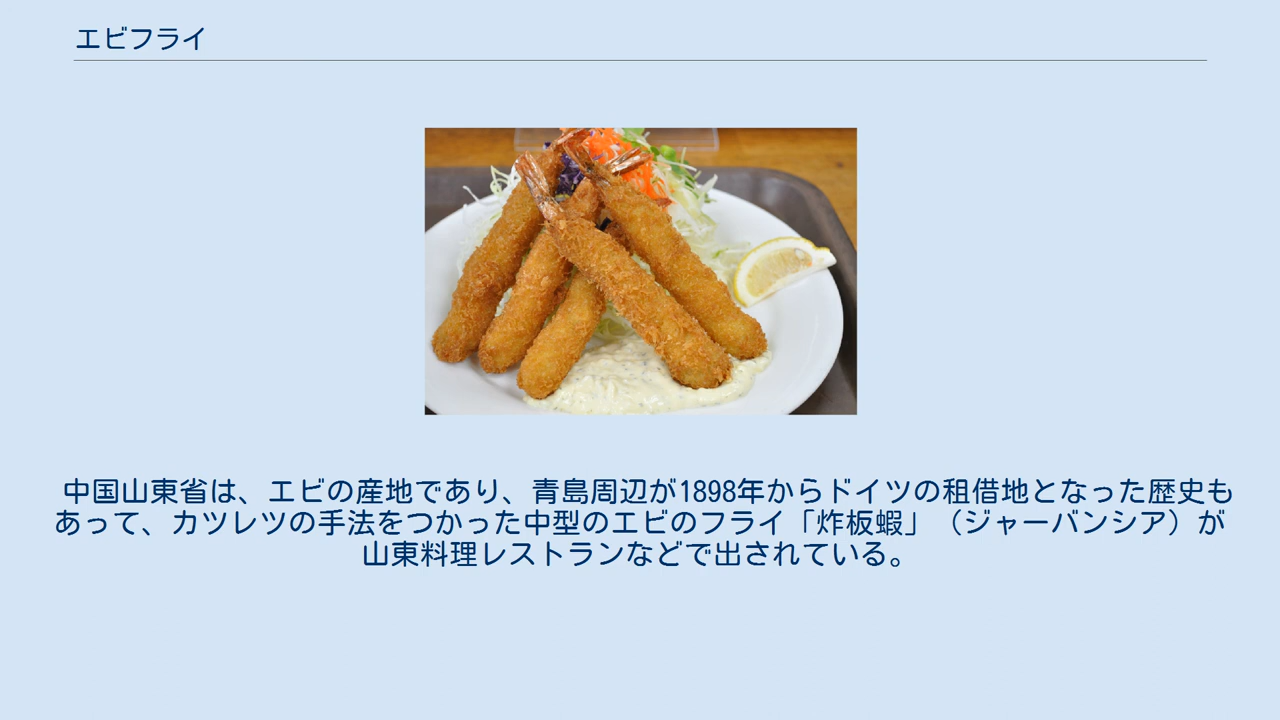 エビフライ
中国山東省は、エビの産地であり、青島周辺が1898年からドイツの租借地となった歴史も
あって、カツレツの手法をつかった中型のエビのフライ「炸板蝦」（ジャーバンシア）が
山東料理レストランなどで出されている。